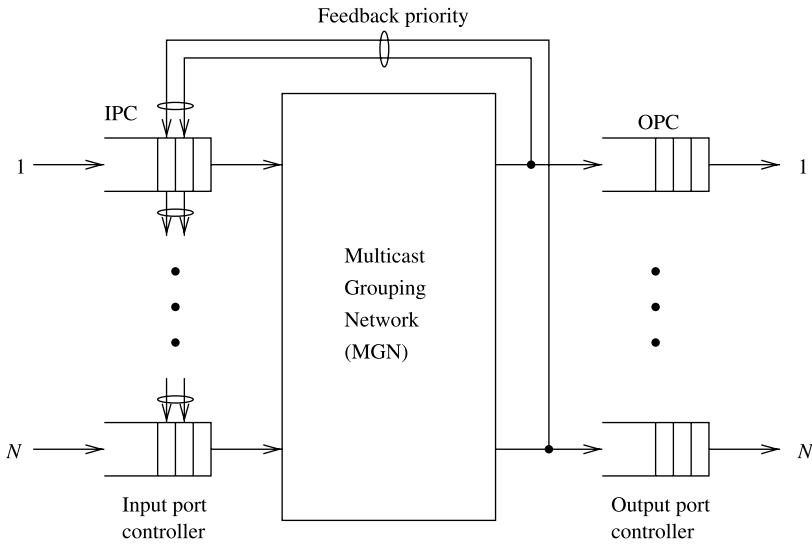 Feedback priority
IPC
OPC
1
1
Multicast
Grouping
Network
(MGN)
N
N
Input port
controller
Output port
controller